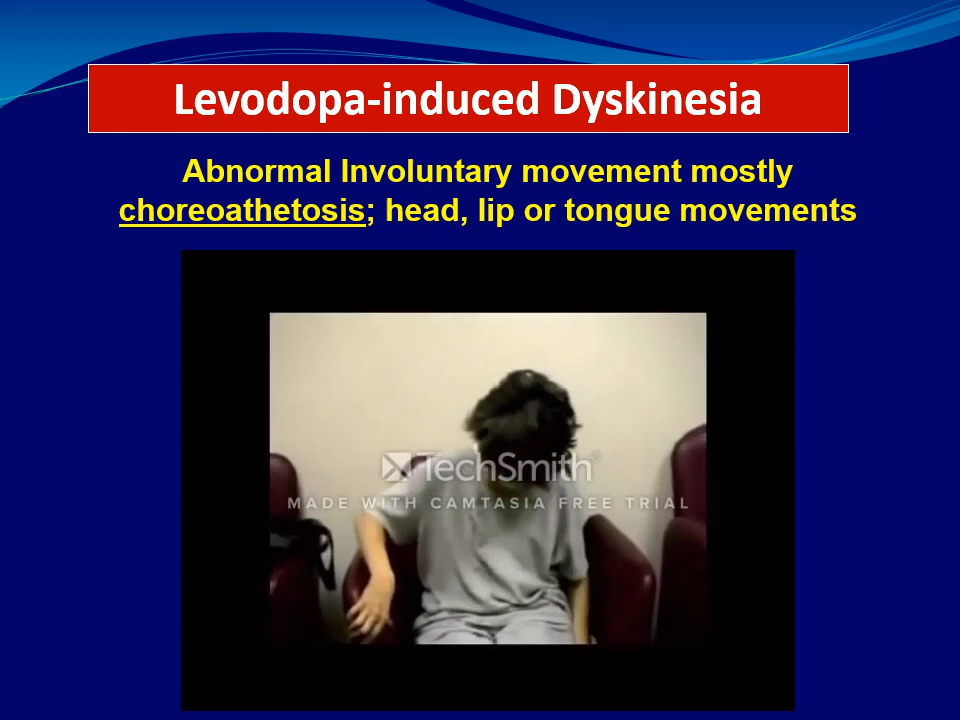 Levodopa-induced Dyskinesia
Abnormal Involuntary movement mostly
choreoathetosis; head, lip or tongue movements
TechSmith®
MADE WITH CAMTASIA FREE TRIAL